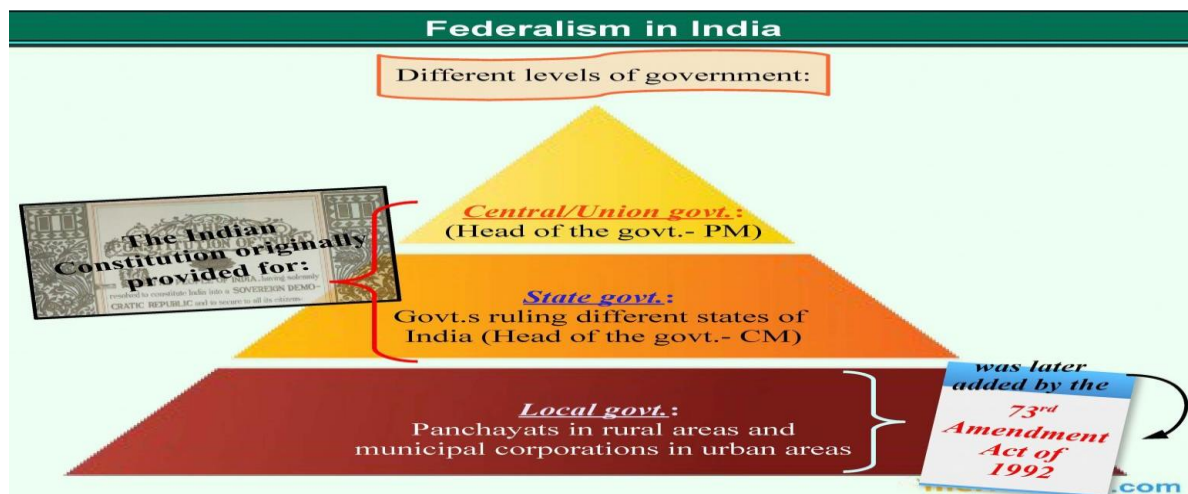 Federalism in India
Different levels of government:
The Indian
Constitution originally
provided for:
Central/Union govt.:
(Head of the govt.- PM)
State govt.:
Govt.s ruling different states of
India (Head of the govt.- CM)
Local govt.:
Panchayats in rural areas and
municipal corporations in urban areas
was later
added by the
73rd
Amendment
Act of
1992
.com